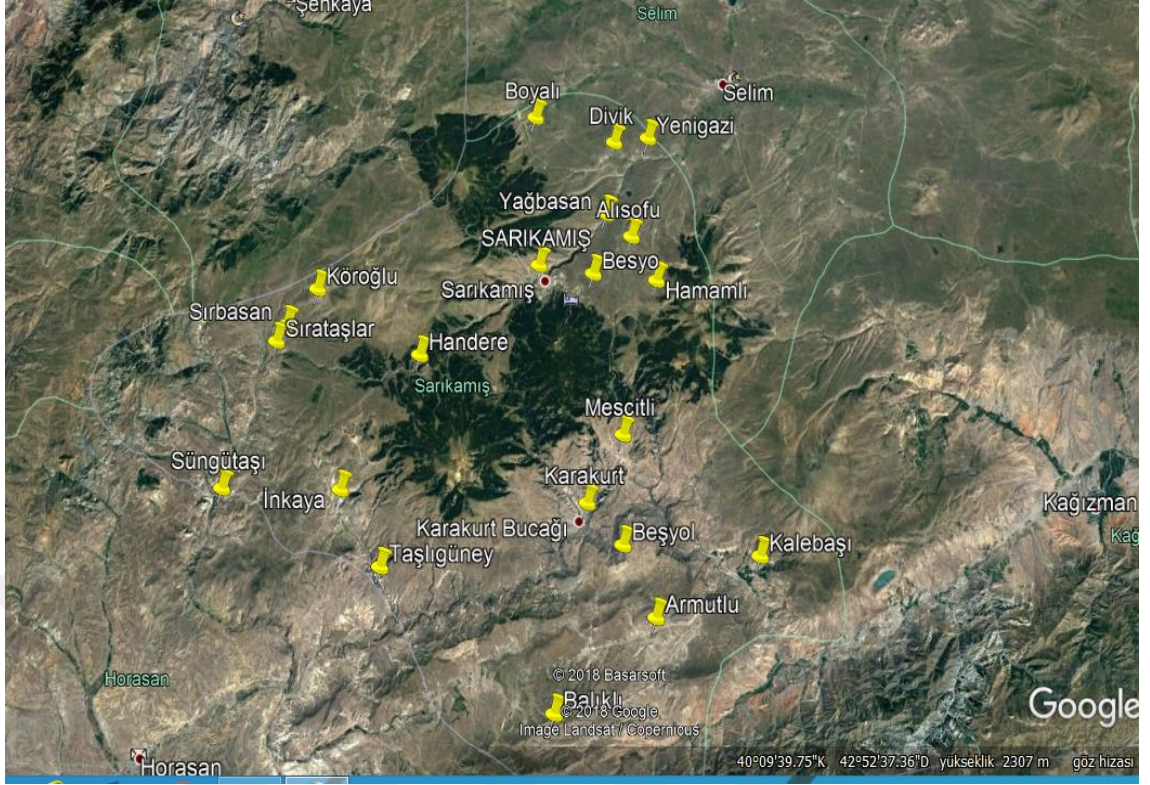 Şenkaya
Selim
Selim
Boyalı
Divik
Yenigazi
Yağbasan
Alisofu
SARIKAMIŞ
Besyo
Köroğlu
Sarıkamış
Hamamlı
Sırbasan
Sırataşlar
Handere
Sarıkamış
Mescitli
Süngütaşı
Karakurt
İnkaya
Kağızman
Karakurt Bucağı
Beşyol
Kağ
Kalebaşı
Taşlıgüney
Armutlu
Horasan
© 2018 Basarsoft
Balıklı
© 2018 Google
Google
Image Landsat / Copernicus
Horasan
40°09'39.75"K 42°52'37.36"D yükseklik 2307 m göz hizası